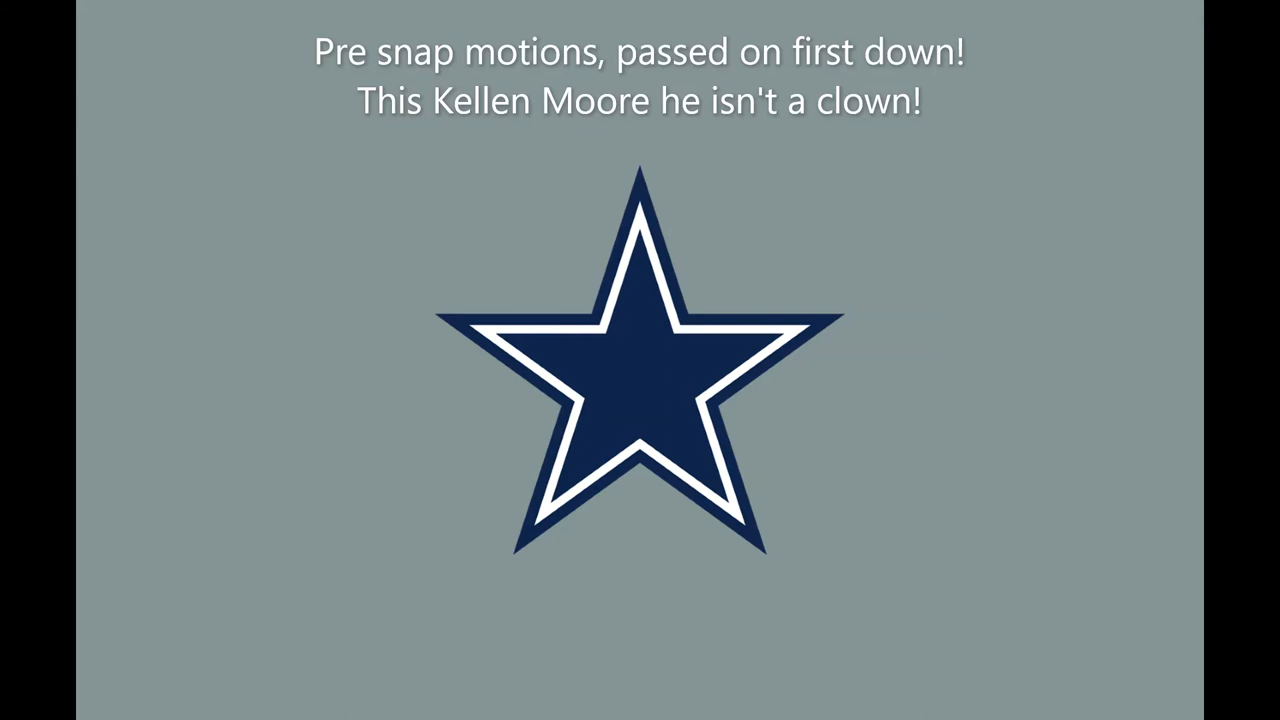 Pre snap motions, passed on first down!
This Kellen Moore he isn't a clown!